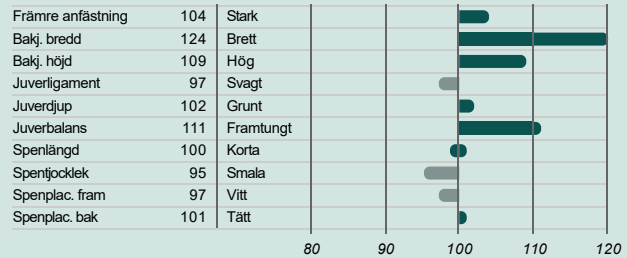 Främre anfästning 104 Stark
Bakj. bredd 124 Brett
Bakj. höjd 109 Hög
Juverligament 97 Svagt
Juverdjup 102 Grunt
Juverbalans 111 Framtungt
Spenlängd 100 Korta
Spentjocklek 95 Smala
Spenplac. fram 97 Vitt
Spenplac. bak 101 Tätt
80 90 100 110 120